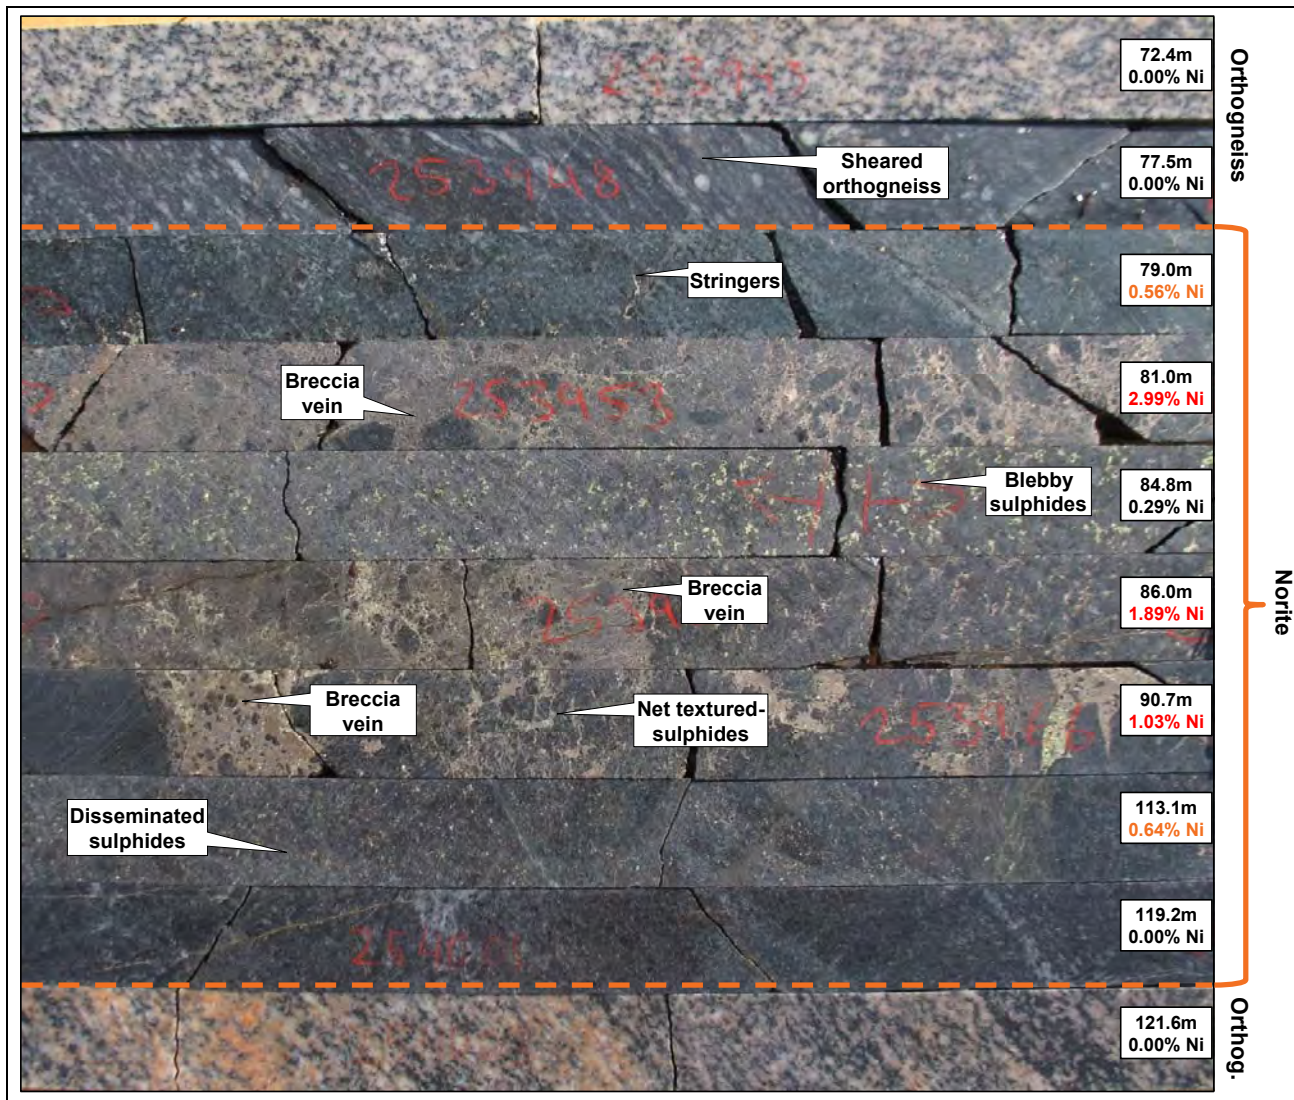 Orthogneiss
253943
72.4m
0.00% Ni
253948
Sheared
orthogneiss
77.5m
0.00% Ni
Stringers
79.0m
0.56% Ni
Breccia
vein
253953
81.0m
2.99% Ni
Blebby
sulphides
84.8m
0.29% Ni
2539
Breccia
vein
86.0m
1.89% Ni
Norite
Breccia
vein
Net textured-
sulphides
253966
90.7m
1.03% Ni
Disseminated
sulphides
113.1m
0.64% Ni
119.2m
0.00% Ni
121.6m
0.00% Ni
Orthog.